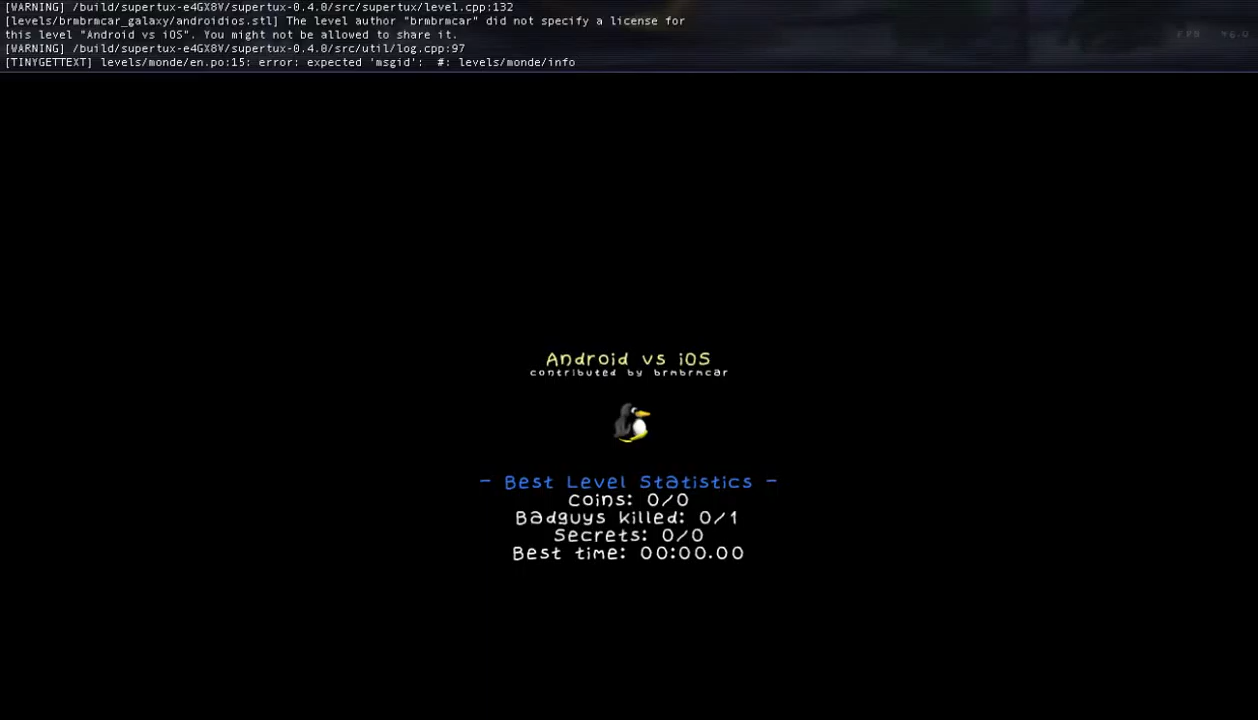 [WARNING] /build/supertux-e4GX8V/supertux-0.4.0/src/supertux/level.cpp:132
[levels/brmbrmcar_galaxy/androidios.stl] The level author "brmbrmcar" did not specify a license for
this level "Android vs iOS". You might not be allowed to share it.
[WARNING] /build/supertux-e4GX8V/supertux-0.4.0/src/util/log.cpp:97
[TINYGETTEXT] levels/monde/en.po:15: error: expected 'msgid':  #: levels/monde/info
FPS
Android vs iOS
contributed by brmbrmcar
- Best Level Statistics -
Coins: 0/0
Badguys killed: 0/1
Secrets: 0/0
Best time: 00:00.00